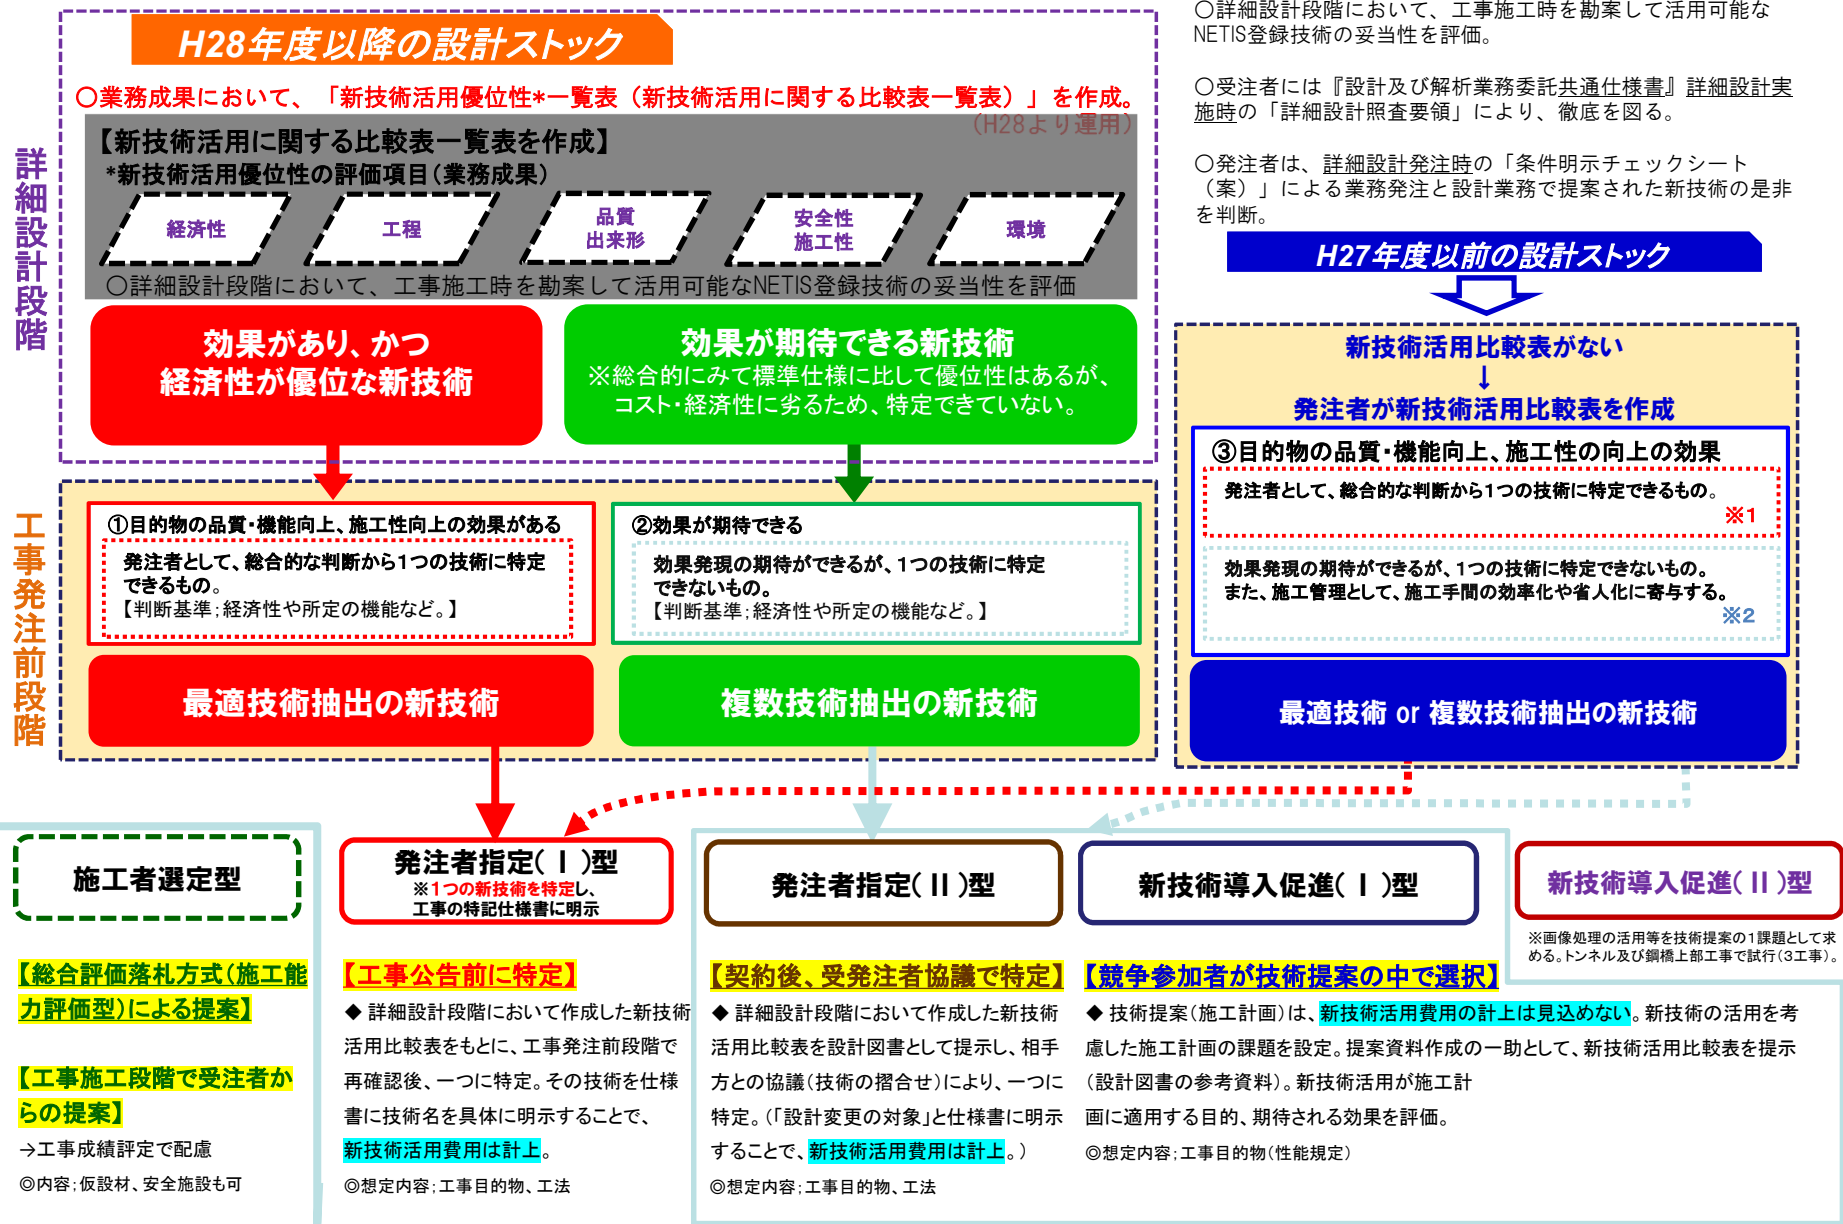 H28年度以降の設計ストック
〇業務成果において、「新技術活用優位性*一覧表（新技術活用に関する比較表一覧表）」を作成。
（H28より運用）
【新技術活用に関する比較表一覧表を作成】
*新技術活用優位性の評価項目（業務成果）
経済性
工程
品質
出来形
安全性
施工性
環境
〇詳細設計段階において、工事施工時を勘案して活用可能なNETIS登録技術の妥当性を評価
詳細設計段階
効果があり、かつ
経済性が優位な新技術
効果が期待できる新技術
※総合的にみて標準仕様に比して優位性はあるが、
コスト・経済性に劣るため、特定できていない。
〇詳細設計段階において、工事施工時を勘案して活用可能な
NETIS登録技術の妥当性を評価。
〇受注者には『設計及び解析業務委託共通仕様書』詳細設計実
施時の「詳細設計照査要領」により、徹底を図る。
〇発注者は、詳細設計発注時の「条件明示チェックシート
（案）」による業務発注と設計業務で提案された新技術の是非
を判断。
H27年度以前の設計ストック
新技術活用比較表がない
↓
発注者が新技術活用比較表を作成
③目的物の品質・機能向上、施工性の向上の効果
発注者として、総合的な判断から1つの技術に特定できるもの。
※1
効果発現の期待ができるが、1つの技術に特定できないもの。
また、施工管理として、施工手間の効率化や省人化に寄与する。
※2
最適技術 or 複数技術抽出の新技術
工事発注前段階
①目的物の品質・機能向上、施工性向上の効果がある
発注者として、総合的な判断から1つの技術に特定
できるもの。
【判断基準；経済性や所定の機能など。】
②効果が期待できる
効果発現の期待ができるが、1つの技術に特定
できないもの。
【判断基準；経済性や所定の機能など。】
最適技術抽出の新技術
複数技術抽出の新技術
施工者選定型
【総合評価落札方式（施工能
力評価型）による提案】
【工事施工段階で受注者か
らの提案】
→工事成績評定で配慮
◎内容；仮設材、安全施設も可
発注者指定（Ⅰ）型
※1つの新技術を特定し、
工事の特記仕様書に明示
【工事公告前に特定】
◆ 詳細設計段階において作成した新技術
活用比較表をもとに、工事発注前段階で
再確認後、一つに特定。その技術を仕様
書に技術名を具体に明示することで、
新技術活用費用は計上。
◎想定内容；工事目的物、工法
発注者指定（Ⅱ）型
【契約後、受発注者協議で特定】
◆ 詳細設計段階において作成した新技術
活用比較表を設計図書として提示し、相手
方との協議（技術の摺合せ）により、一つに
特定。（「設計変更の対象」と仕様書に明示
することで、新技術活用費用は計上。）
◎想定内容；工事目的物、工法
新技術導入促進（Ⅰ）型
【競争参加者が技術提案の中で選択】
◆ 技術提案（施工計画）は、新技術活用費用の計上は見込めない。新技術の活用を考
慮した施工計画の課題を設定。提案資料作成の一助として、新技術活用比較表を提示
（設計図書の参考資料）。新技術活用が施工計
画に適用する目的、期待される効果を評価。
◎想定内容；工事目的物（性能規定）
新技術導入促進（Ⅱ）型
※画像処理の活用等を技術提案の1課題として求
める。トンネル及び鋼橋上部工事で試行（3工事）。